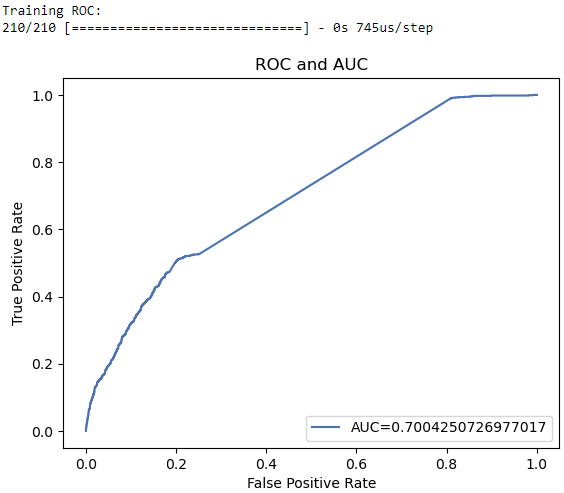 Training ROC:
210/210 [==============================] - 0s 745us/step
ROC and AUC
True Positive Rate
1.0
0.8
0.6
0.4
0.2
0.0
AUC=0.7004250726977017
0.0 0.2 0.4 0.6 0.8 1.0
False Positive Rate